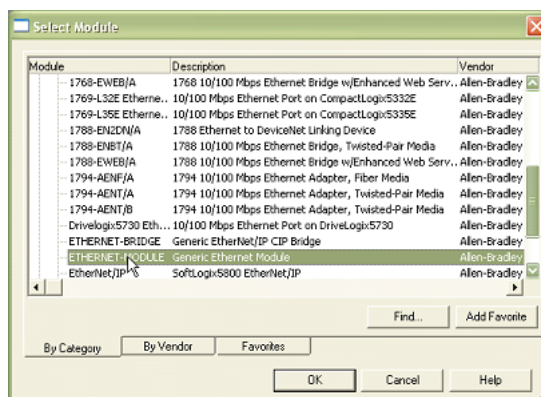 Select Module
Module Description Vendor
1768-EWEB/A 1768 10/100 Mbps Ethernet Bridge w/Enhanced Web Serv.. Allen-Bradley
1769-L32E Etherne.. 10/100 Mbps Ethernet Port on CompactLogix5332E Allen-Bradley
1769-L35E Etherne.. 10/100 Mbps Ethernet Port on CompactLogix5335E Allen-Bradley
1788-EN2DN/A 1788 Ethernet to DeviceNet Linking Device Allen-Bradley
1788-ENBT/A 1788 10/100 Mbps Ethernet Bridge, Twisted-Pair Media Allen-Bradley
1788-EWEB/A 1788 10/100 Mbps Ethernet Bridge w/Enhanced Web Serv.. Allen-Bradley
1794-AENF/A 1794 10/100 Mbps Ethernet Adapter, Fiber Media Allen-Bradley
1794-AENT/A 1794 10/100 Mbps Ethernet Adapter, Twisted-Pair Media Allen-Bradley
1794-AENT/B 1794 10/100 Mbps Ethernet Adapter, Twisted-Pair Media Allen-Bradley
Drivelogix5730 Eth... 10/100 Mbps Ethernet Port on DriveLogix5730 Allen-Bradley
ETHERNET-BRIDGE Generic EtherNet/IP CIP Bridge Allen-Bradley
ETHERNET-MODULE Generic Ethernet Module Allen-Bradley
EtherNet/IP SoftLogix5800 EtherNet/IP Allen-Bradley
Find... Add Favorite
By Category By Vendor Favorites
OK Cancel Help